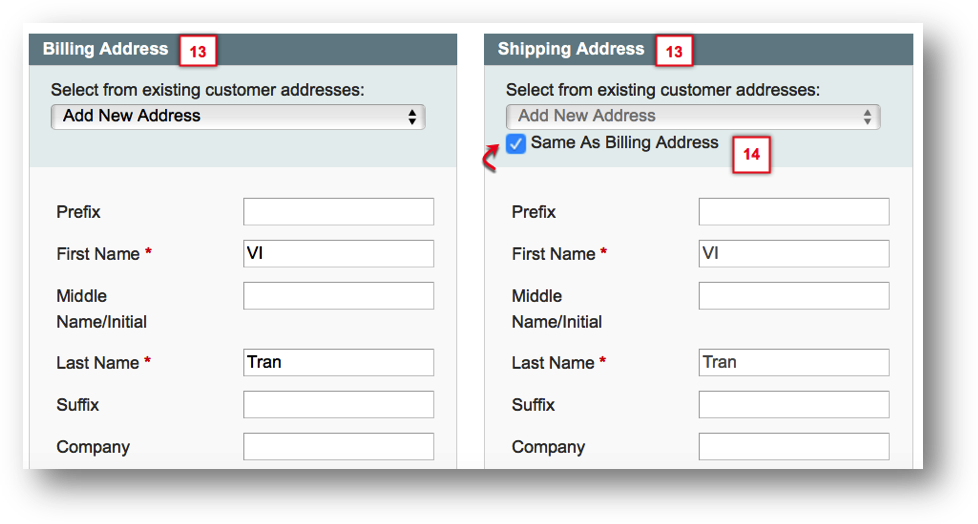 Billing Address 13
Select from existing customer addresses:
Add New Address
Prefix
First Name * VI
Middle
Name/Initial
Last Name * Tran
Suffix
Company
Shipping Address 13
Select from existing customer addresses:
Add New Address
Same As Billing Address 14
Prefix
First Name * VI
Middle
Name/Initial
Last Name * Tran
Suffix
Company